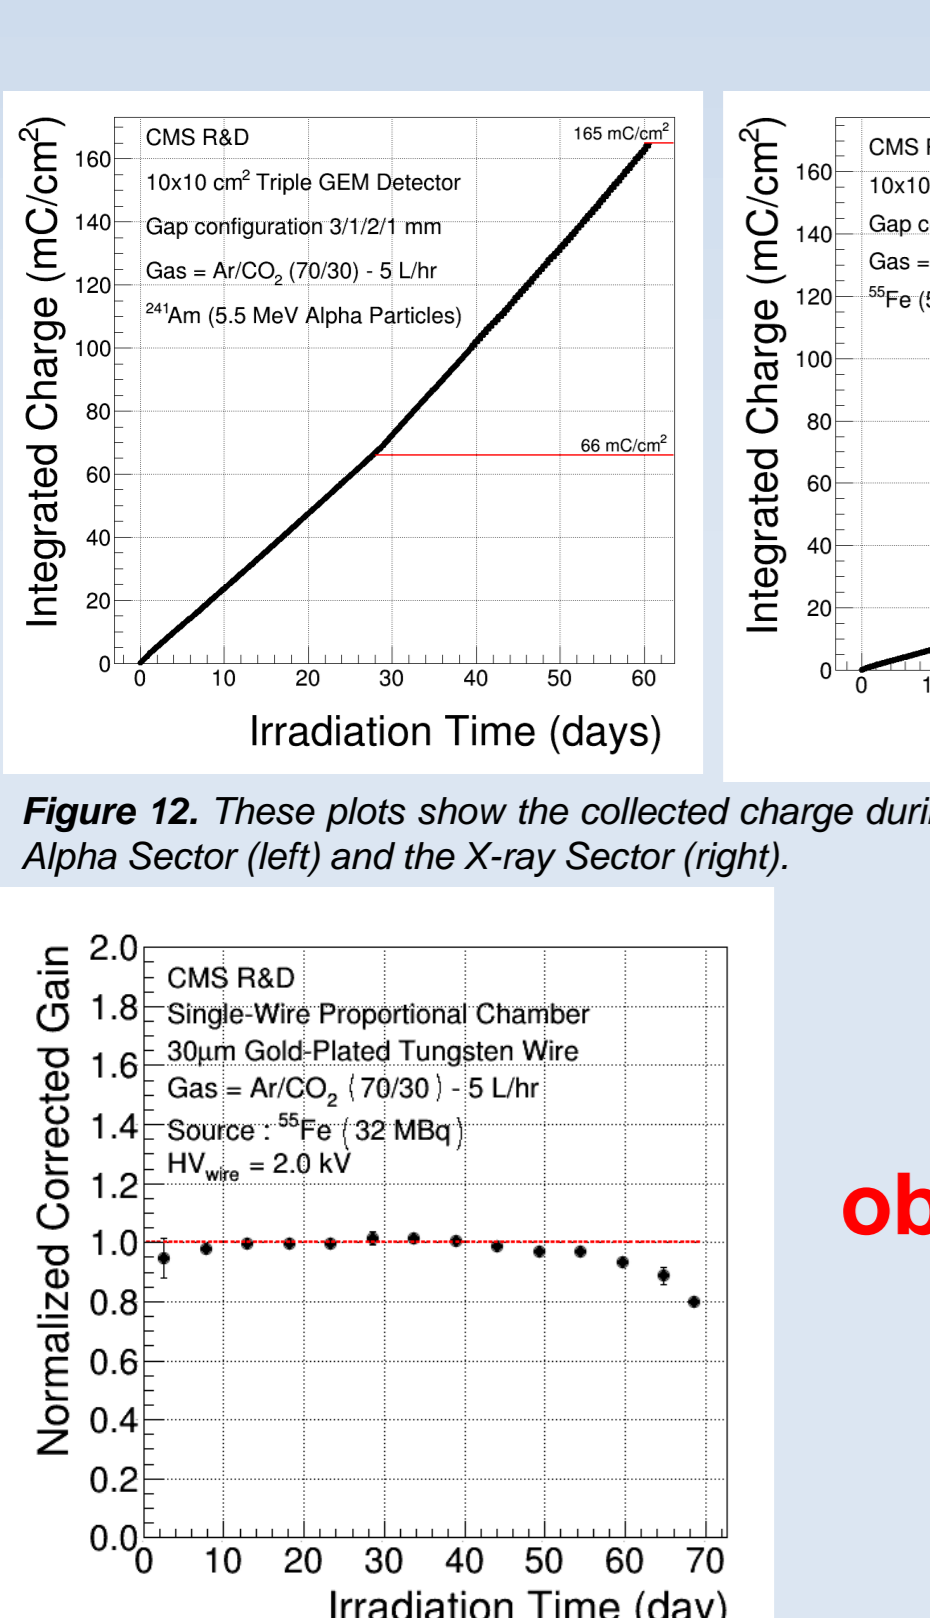 Integrated Charge (mC/cm²)
160
140
120
100
80
60
40
20
0
CMS R&D
10x10 cm² Triple GEM Detector
Gap configuration 3/1/2/1 mm
Gas = Ar/CO₂ (70/30) - 5 L/hr
²⁴¹Am (5.5 MeV Alpha Particles)
165 mC/cm²
66 mC/cm²
0 10 20 30 40 50 60
Irradiation Time (days)
Integrated Charge (mC/cm²)
160
140
120
100
80
60
40
20
0
CMS
10x10
Gap
Gas =
⁵⁵Fe
0
Figure 12. These plots show the collected charge
Alpha Sector (left) and the X-ray Sector (right).
Normalized Corrected Gain
2.0
1.8
1.6
1.4
1.2
1.0
0.8
0.6
0.4
0.2
0.0
CMS R&D
Single-Wire Proportional Chamber
30µm Gold-Plated Tungsten Wire
Gas = Ar/CO₂ (70/30) - 5 L/hr
Source : ⁵⁵Fe (32 MBq)
HV_wire = 2.0 kV
0 10 20 30 40 50 60 70
Irradiation Time (day)